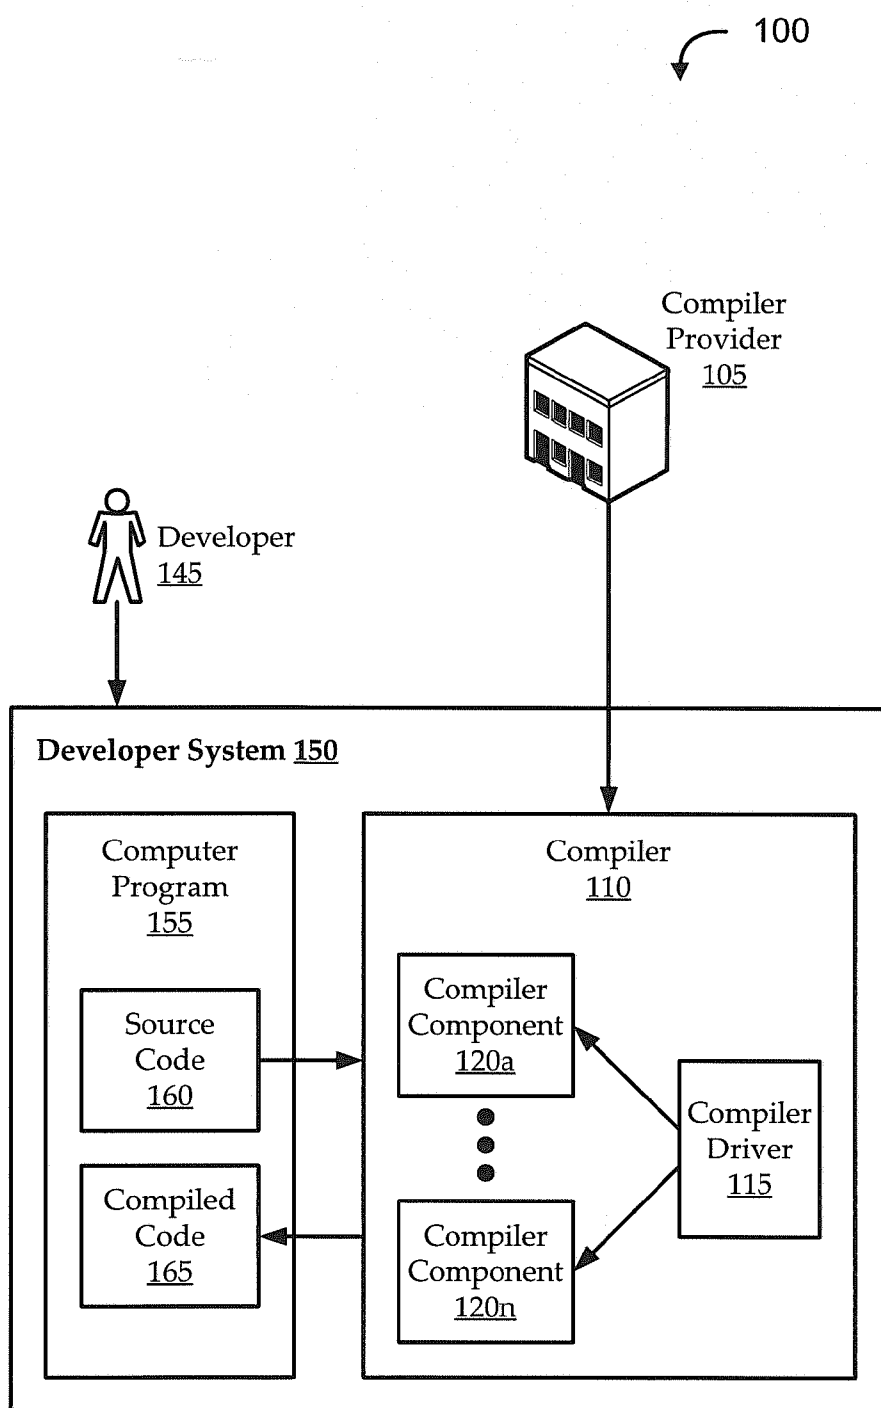 100
Compiler
Provider
105
Developer
145
Developer System 150
Computer
Program
155
Compiler
110
Source
Code
160
Compiler
Component
120a
Compiler
Driver
115
Compiled
Code
165
Compiler
Component
120n